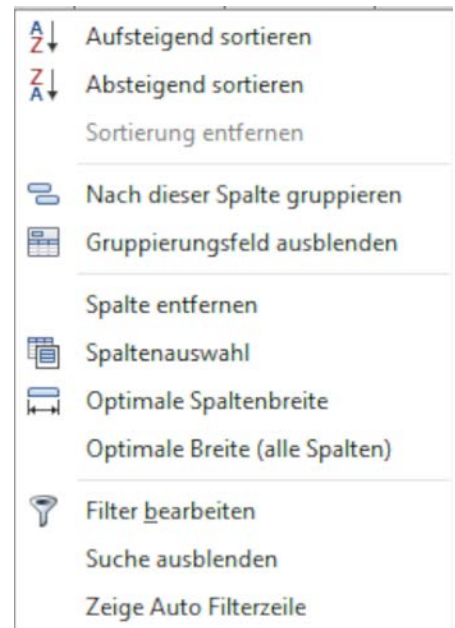 Aufsteigend sortieren
Absteigend sortieren
Sortierung entfernen
Nach dieser Spalte gruppieren
Gruppierungsfeld ausblenden
Spalte entfernen
Spaltenauswahl
Optimale Spaltenbreite
Optimale Breite (alle Spalten)
Filter bearbeiten
Suche ausblenden
Zeige Auto Filterzeile